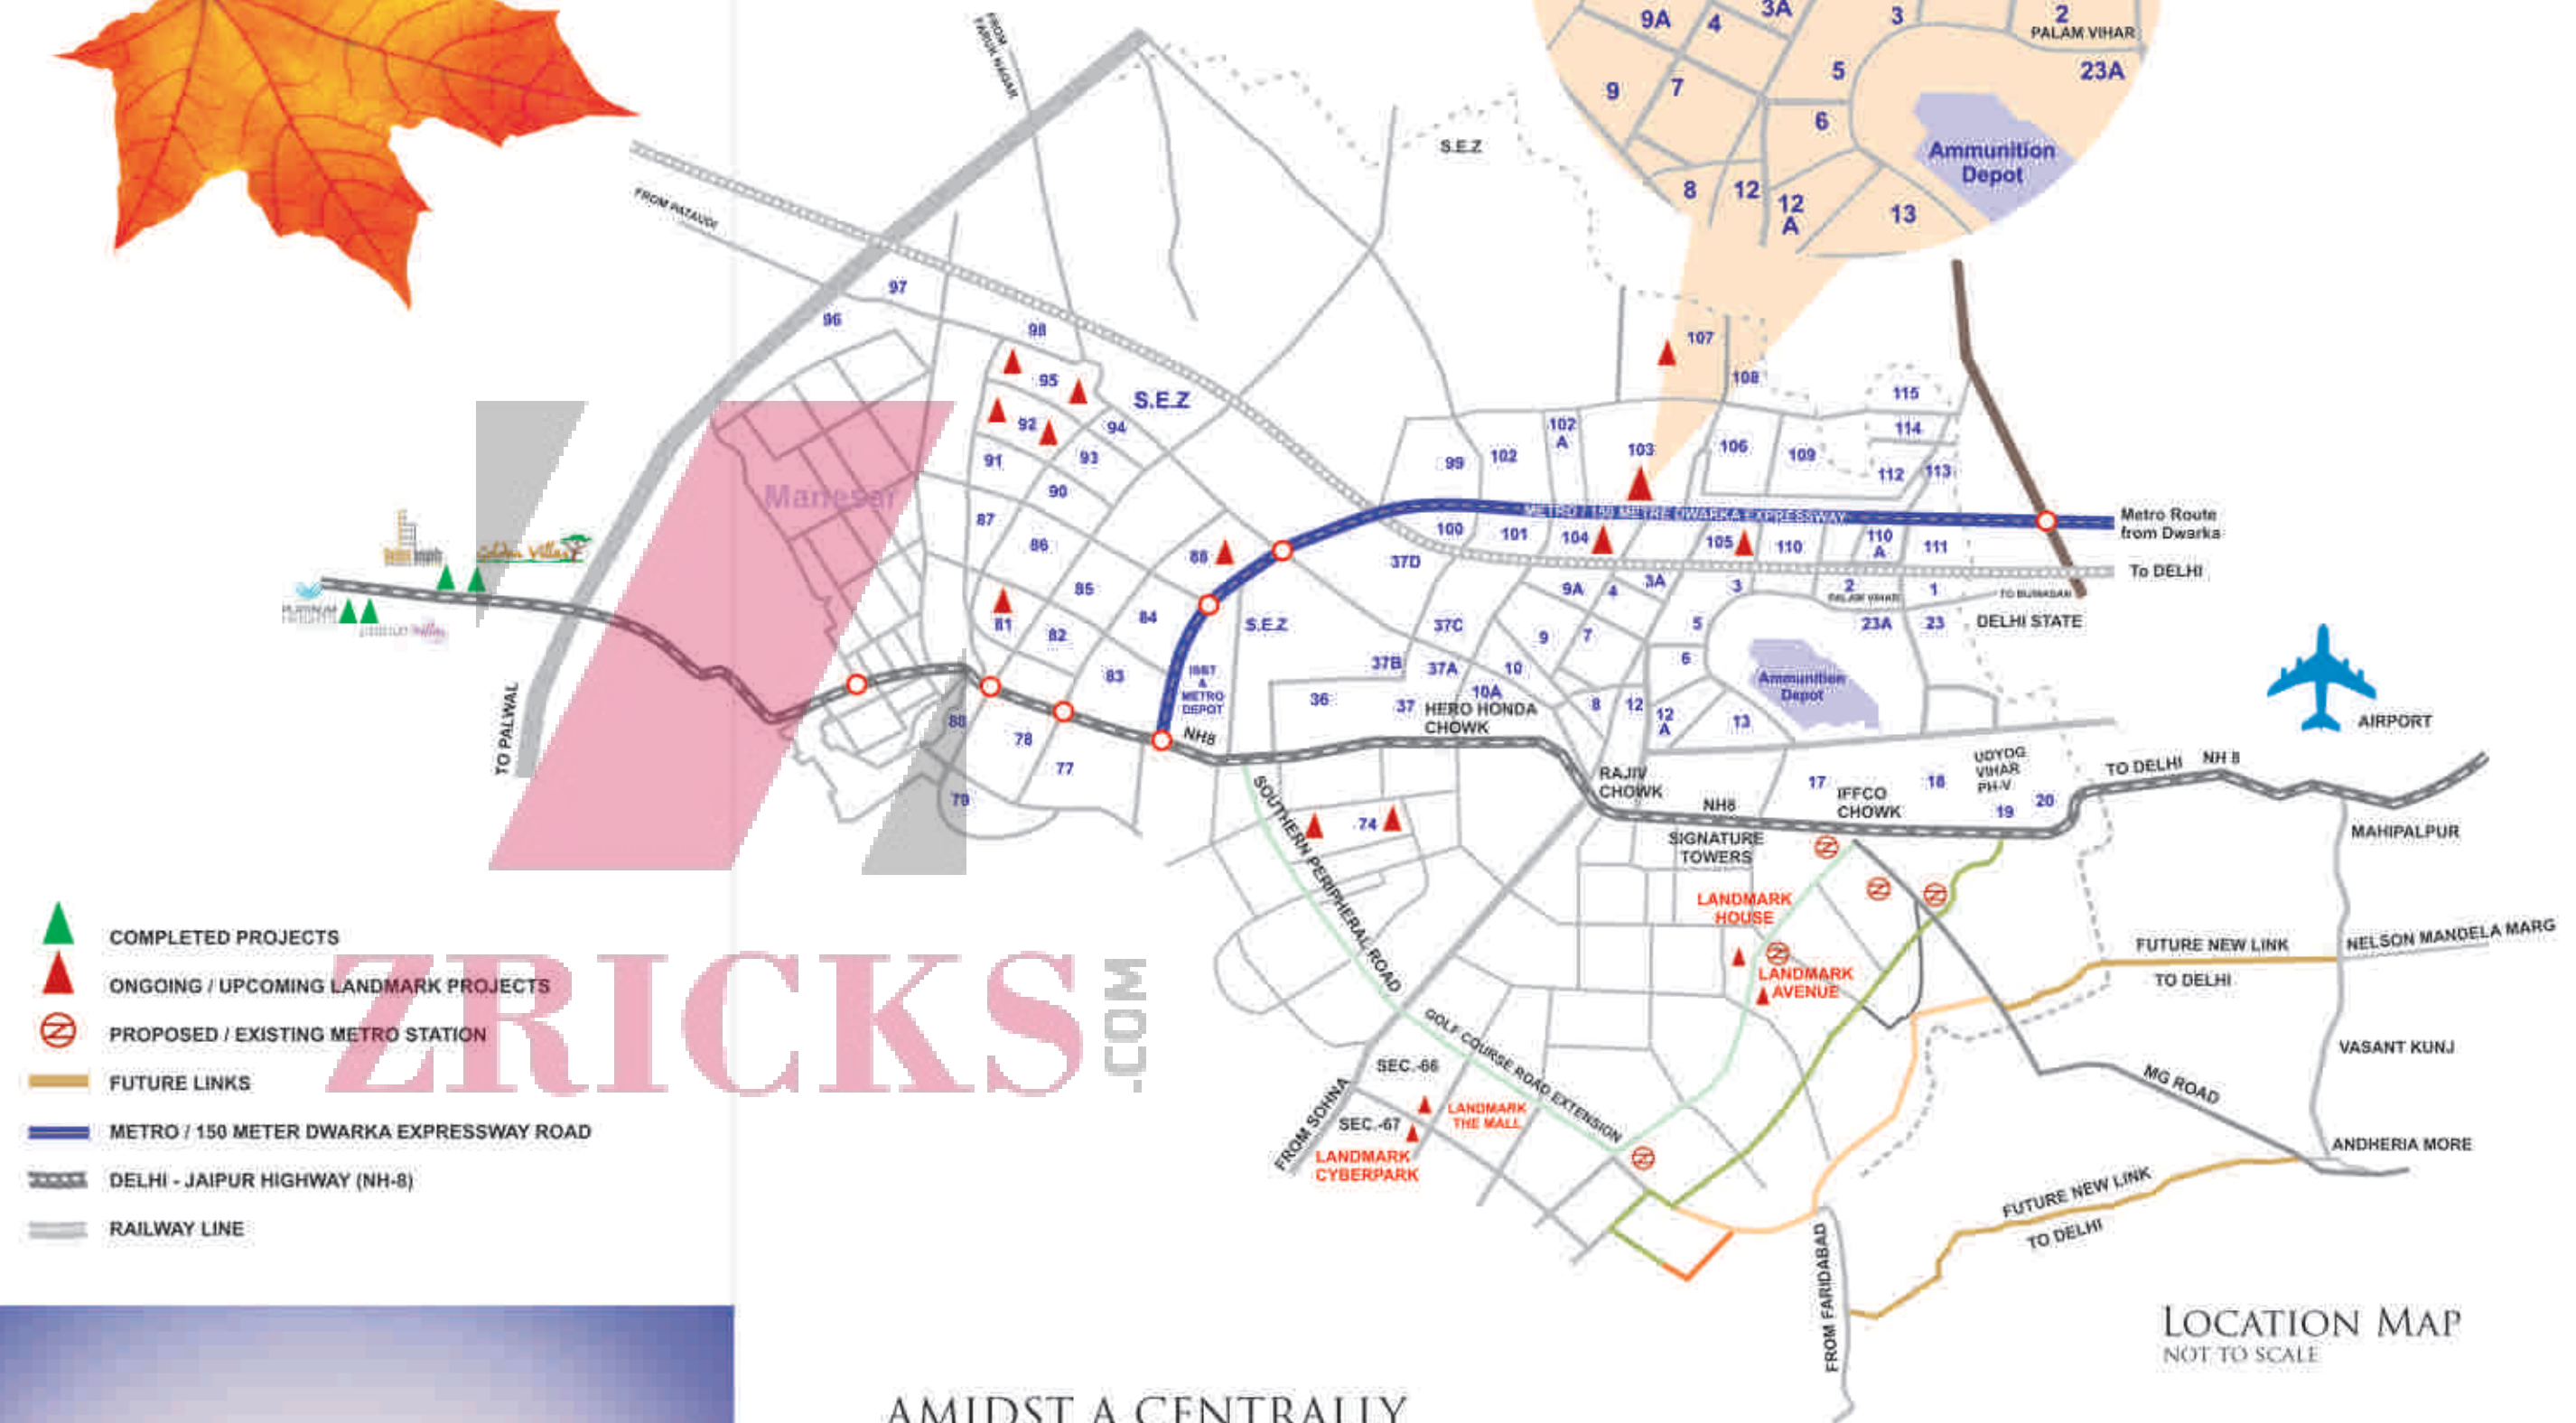 9A
4
3A
3
2
PALAM VIHAR
23A
9
7
5
6
Ammunition
Depot
8
12
12
A
13
FROM
FARUK NAGAR
S.E.Z
FROM PATAUDI
97
96
98
95
92
94
91
93
90
87
86
85
84
88
81
82
83
S.E.Z
Manesar
107
108
115
114
113
112
99
102
102
A
103
106
109
METRO / 150 METRE DWARKA EXPRESSWAY
Metro Route
from Dwarka
100
101
104
105
110
110
A
111
To DELHI
37D
9A
4
3A
3
2
PALAM VIHAR
1
23A
23
DELHI STATE
S.E.Z
37C
37B
37A
10
10A
9
7
5
6
8
12
12
A
13
Ammunition
Depot
36
37
HERO HONDA
CHOWK
ISBT
&
METRO
DEPOT
NH8
TO PALWAL
80
78
77
79
AIRPORT
RAJIV
CHOWK
NH8
17
IFFCO
CHOWK
18
UDYOG
VIHAR
PH-V
19
20
TO DELHI
NH 8
MAHIPALPUR
SIGNATURE
TOWERS
74
SOUTHERN PERIPHERAL ROAD
LANDMARK
HOUSE
LANDMARK
AVENUE
FUTURE NEW LINK
TO DELHI
NELSON MANDELA MARG
VASANT KUNJ
MG ROAD
ANDHERIA MORE
GOLF COURSE ROAD EXTENSION
SEC.-66
SEC.-67
FROM SOHNA
LANDMARK
THE MALL
LANDMARK
CYBERPARK
FUTURE NEW LINK
TO DELHI
FROM FARIDABAD
COMPLETED PROJECTS
ONGOING / UPCOMING LANDMARK PROJECTS
PROPOSED / EXISTING METRO STATION
FUTURE LINKS
METRO / 150 METER DWARKA EXPRESSWAY ROAD
DELHI - JAIPUR HIGHWAY (NH-8)
RAILWAY LINE
ZRICKS
.COM
LOCATION MAP
NOT TO SCALE
AMIDST A CENTRALLY